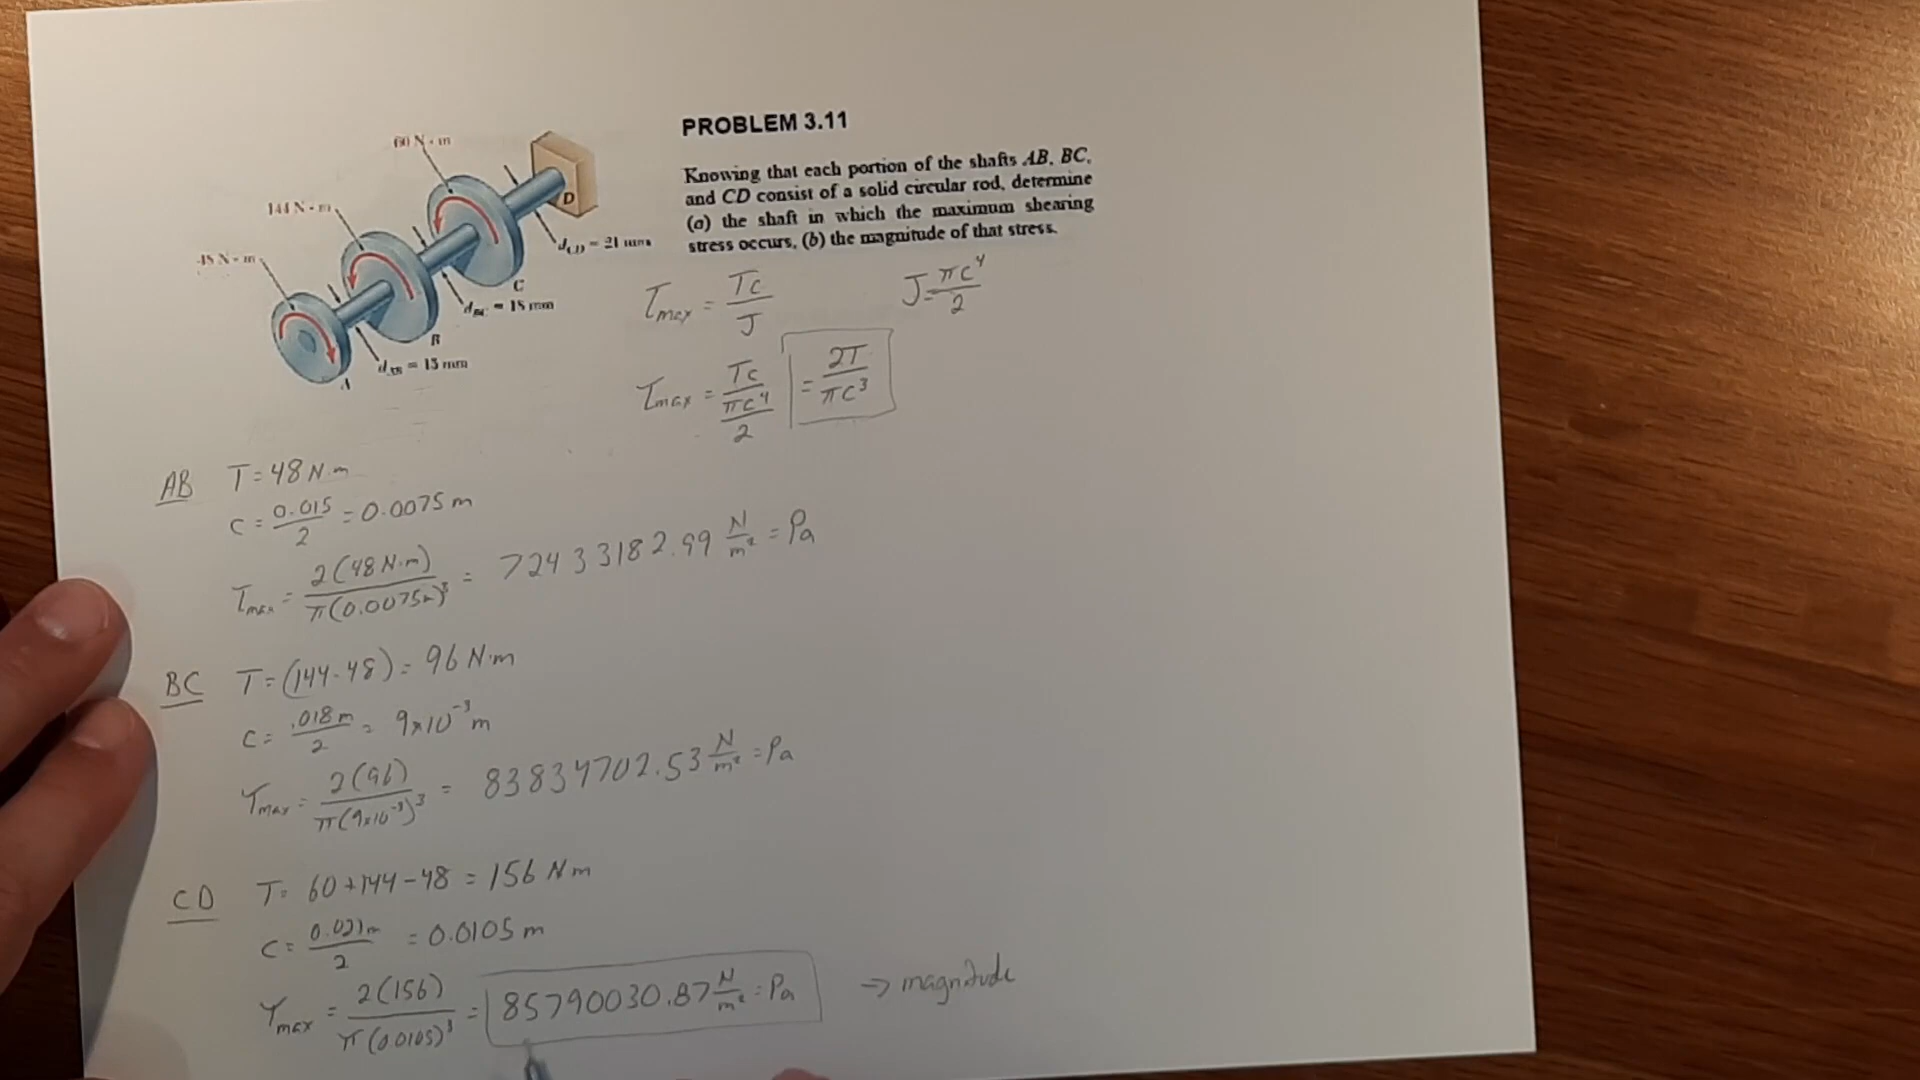 PROBLEM 3.11
Knowing that each portion of the shafts AB, BC,
and CD consist of a solid circular rod, determine
(a) the shaft in which the maximum shearing
stress occurs, (b) the magnitude of that stress.
60 N · m
144 N · m
48 N · m
D
d_CD = 21 mm
C
d_BC = 18 mm
B
d_AB = 15 mm
A
τmax = Tc/J
J = πc⁴/2
τmax = Tc/(πc⁴/2) = 2T/πc³
AB T = 48 N·m
c = 0.015/2 = 0.0075 m
τmax = 2(48 N·m)/π(0.0075m)³ = 72433182.99 N/m² = Pa
BC T = (144-48) = 96 N·m
c = .018 m/2 = 9×10⁻³ m
τmax = 2(96)/π(9×10⁻³)³ = 83834702.53 N/m² = Pa
CD T = 60+144-48 = 156 Nm
c = 0.021m/2 = 0.0105 m
τmax = 2(156)/π(0.0105)³ = 85790030.87 N/m² = Pa → magnitude